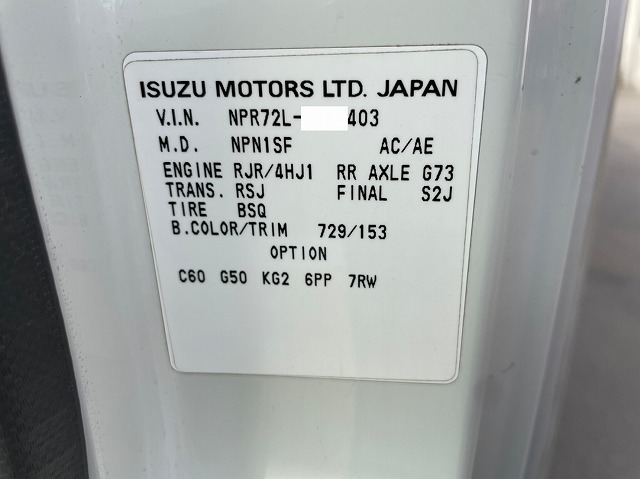 ISUZU MOTORS LTD. JAPAN
V.I.N. NPR72L- 403
M.D. NPN1SF AC/AE
ENGINE RJR/4HJ1 RR AXLE G73
TRANS. RSJ FINAL S2J
TIRE BSQ
B.COLOR/TRIM 729/153
OPTION
C60 G50 KG2 6PP 7RW